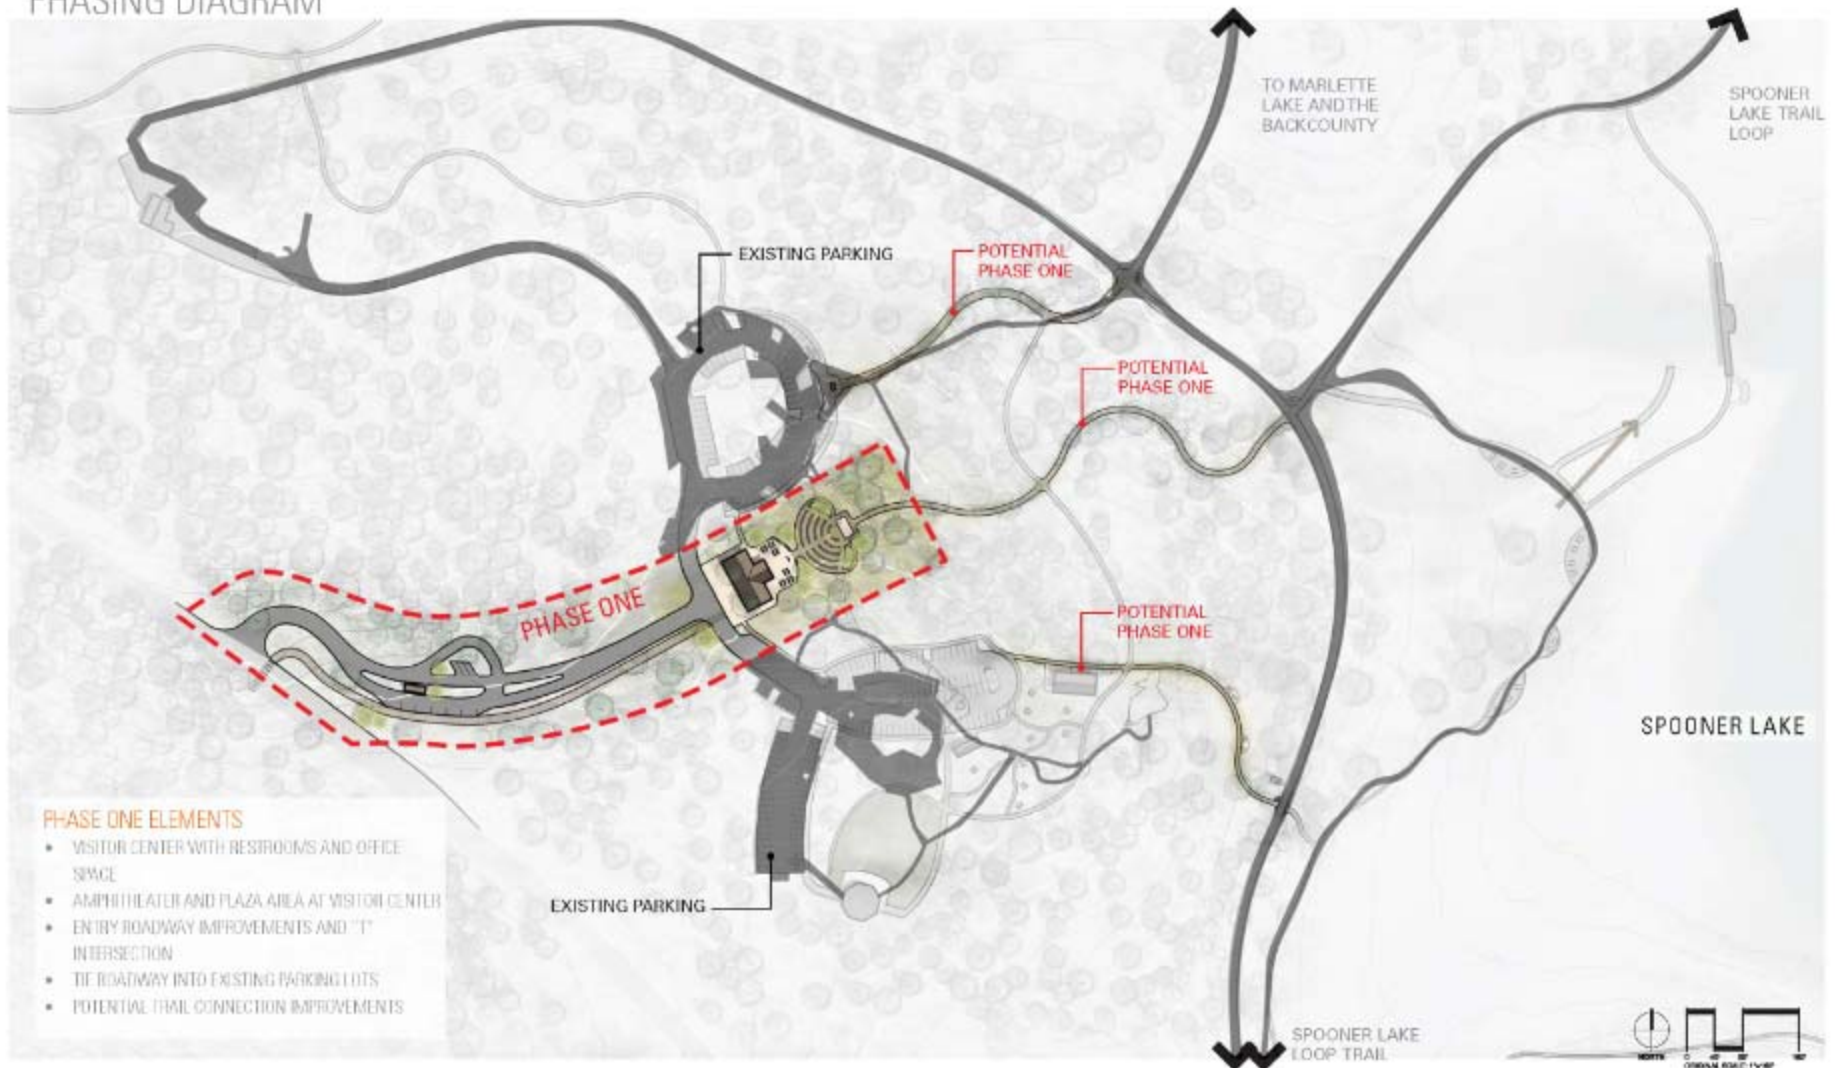 PHASING DIAGRAM
TO MARLETTE
LAKE AND THE
BACKCOUNTY
SPOONER
LAKE TRAIL
LOOP
EXISTING PARKING
POTENTIAL
PHASE ONE
POTENTIAL
PHASE ONE
PHASE ONE
POTENTIAL
PHASE ONE
SPOONER LAKE
PHASE ONE ELEMENTS
• VISITOR CENTER WITH RESTROOMS AND OFFICE
SPACE
• AMPHITHEATER AND PLAZA AREA AT VISITOR CENTER
• ENTRY ROADWAY IMPROVEMENTS AND "T"
INTERSECTION
• TIE ROADWAY INTO EXISTING PARKING LOTS
• POTENTIAL TRAIL CONNECTION IMPROVEMENTS
EXISTING PARKING
SPOONER LAKE
LOOP TRAIL
NORTH
0